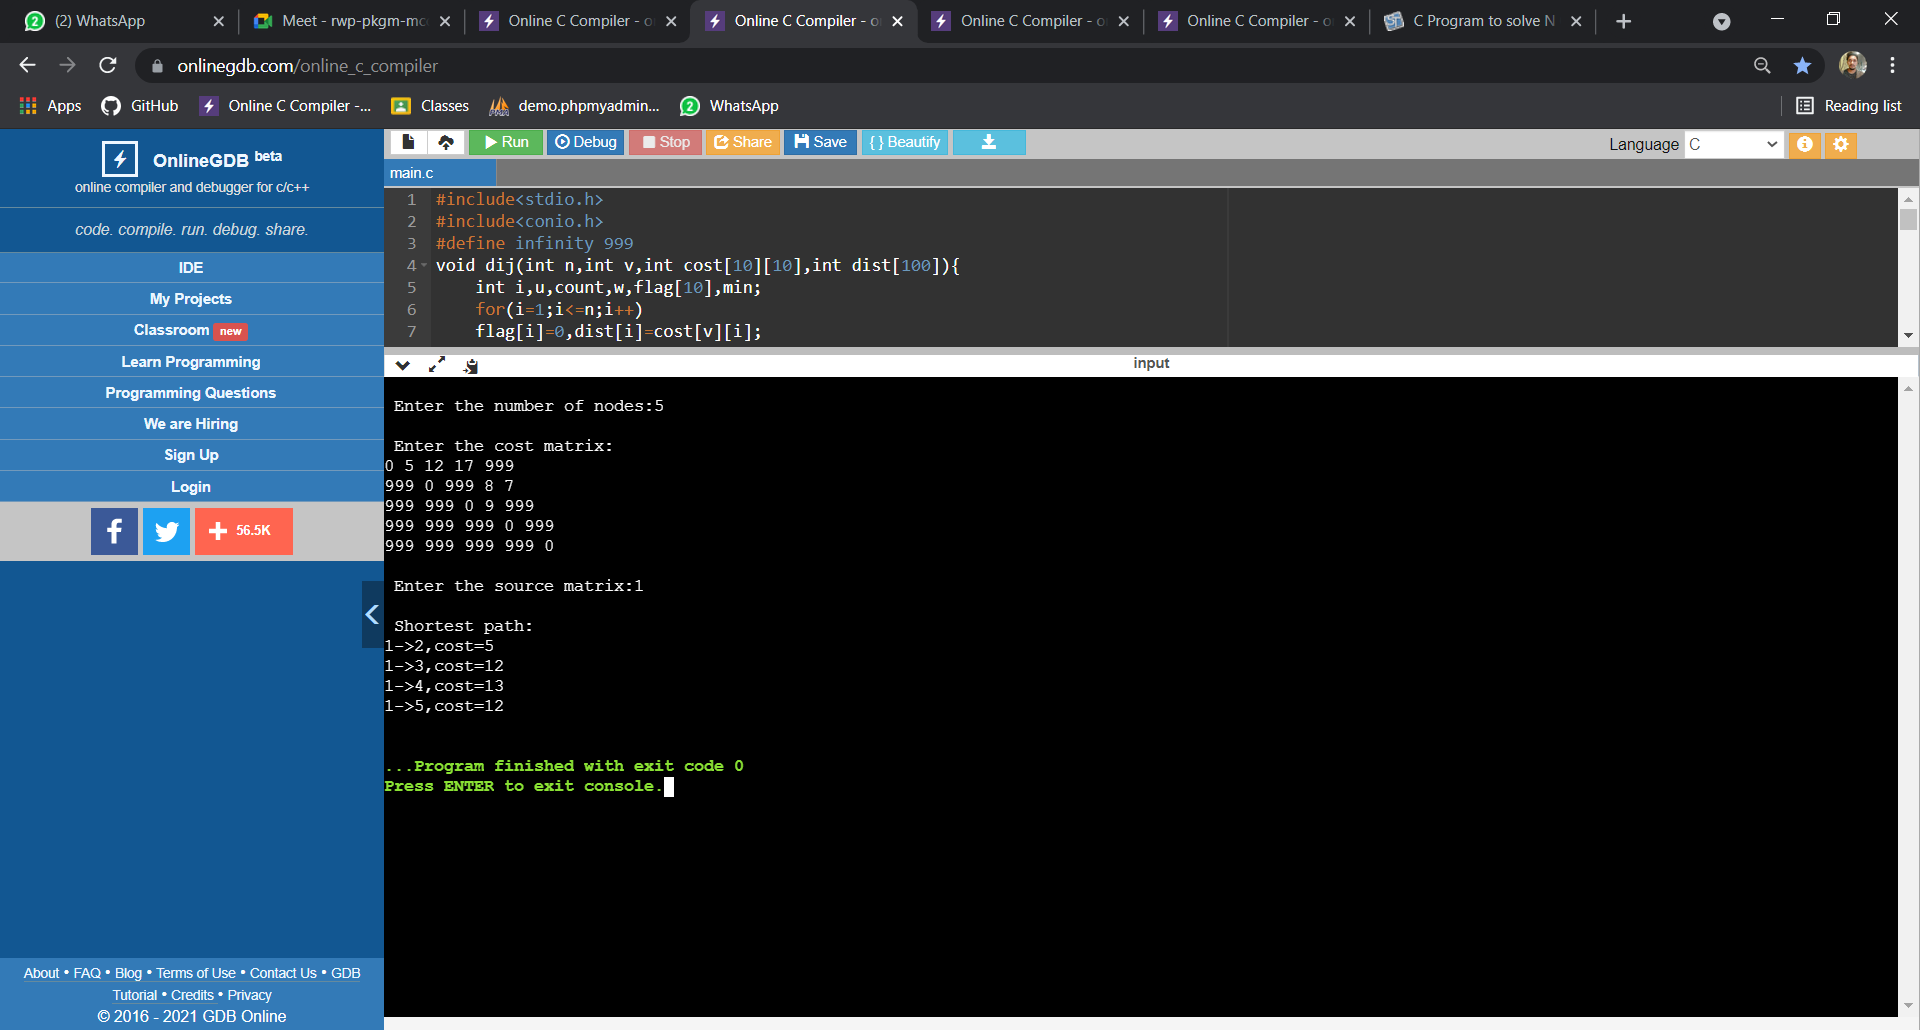 (2) WhatsApp
Meet - rwp-pkgm-mc
Online C Compiler - o
Online C Compiler - o
Online C Compiler - o
Online C Compiler - o
C Program to solve N
onlinegdb.com/online_c_compiler
Apps
GitHub
Online C Compiler -...
Classes
demo.phpmyadmin...
2 WhatsApp
Reading list
OnlineGDB beta
online compiler and debugger for c/c++
code. compile. run. debug. share.
IDE
My Projects
Classroom new
Learn Programming
Programming Questions
We are Hiring
Sign Up
Login
f
+ 56.5K
About • FAQ • Blog • Terms of Use • Contact Us • GDB
Tutorial • Credits • Privacy
© 2016 - 2021 GDB Online
Run
Debug
Stop
Share
Save
{ } Beautify
Language C
main.c
1 #include<stdio.h>
2 #include<conio.h>
3 #define infinity 999
4 void dij(int n,int v,int cost[10][10],int dist[100]){
5 int i,u,count,w,flag[10],min;
6 for(i=1;i<=n;i++)
7 flag[i]=0,dist[i]=cost[v][i];
input
Enter the number of nodes:5
Enter the cost matrix:
0 5 12 17 999
999 0 999 8 7
999 999 0 9 999
999 999 999 0 999
999 999 999 999 0
Enter the source matrix:1
Shortest path:
1->2,cost=5
1->3,cost=12
1->4,cost=13
1->5,cost=12
...Program finished with exit code 0
Press ENTER to exit console.